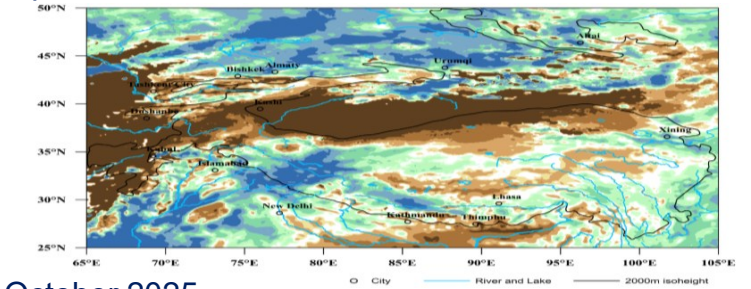 50°N
Altai
Urumqi
45°N
Bishkek Almaty
Kashi
40°N
Dushanbe
Xining
35°N
Kabul
Islamabad
30°N
Lhasa
New Delhi
Kathmandu Thimphu
25°N
65°E 70°E 75°E 80°E 85°E 90°E 95°E 100°E 105°E
City River and Lake 2000m isoheight
October 2025